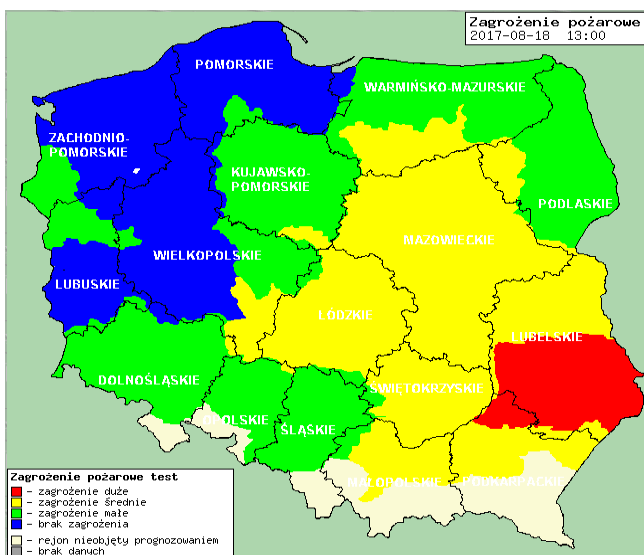 Zagrożenie pożarowe
2017-08-18 13:00
POMORSKIE
WARMIŃSKO-MAZURSKIE
ZACHODNIO-
POMORSKIE
KUJAWSKO-
POMORSKIE
PODLASKIE
MAZOWIECKIE
WIELKOPOLSKIE
LUBUSKIE
ŁÓDZKIE
LUBELSKIE
DOLNOŚLĄSKIE
ŚWIĘTOKRZYSKIE
OPOLSKIE
ŚLĄSKIE
MAŁOPOLSKIE
PODKARPACKIE
Zagrożenie pożarowe test
- zagrożenie duże
- zagrożenie średnie
- zagrożenie małe
- brak zagrożenia
- rejon nieobjęty prognozowaniem
- brak danych